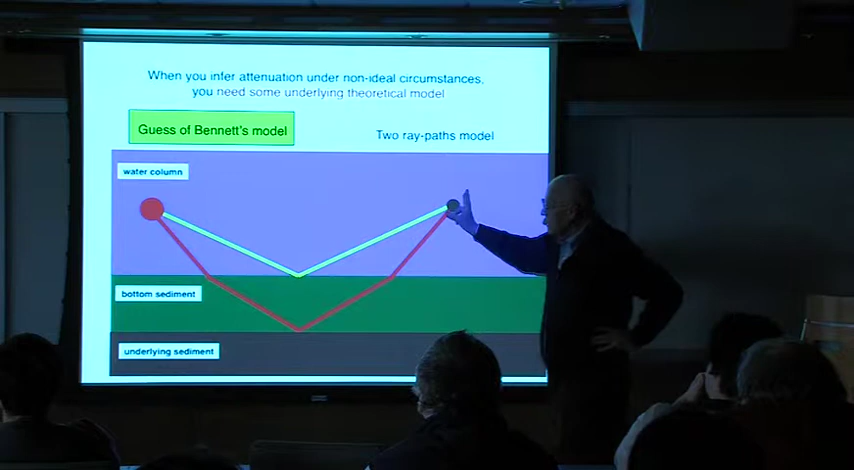 When you infer attenuation under non-ideal circumstances,
you need some underlying theoretical model
Guess of Bennett's model
Two ray-paths model
water column
bottom sediment
underlying sediment